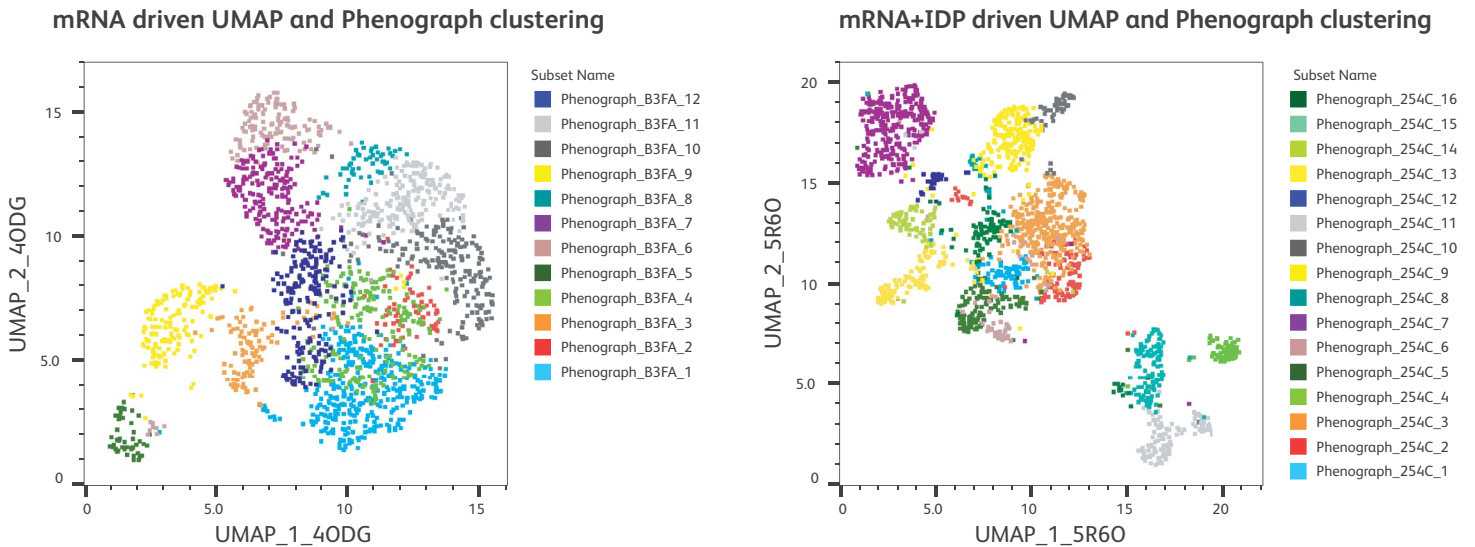 mRNA driven UMAP and Phenograph clustering
15
10
5.0
0
0
5.0
10
15
UMAP_2_4ODG
UMAP_1_4ODG
Subset Name
Phenograph_B3FA_12
Phenograph_B3FA_11
Phenograph_B3FA_10
Phenograph_B3FA_9
Phenograph_B3FA_8
Phenograph_B3FA_7
Phenograph_B3FA_6
Phenograph_B3FA_5
Phenograph_B3FA_4
Phenograph_B3FA_3
Phenograph_B3FA_2
Phenograph_B3FA_1
mRNA+IDP driven UMAP and Phenograph clustering
20
15
10
5.0
0
0
5.0
10
15
20
UMAP_2_5R6O
UMAP_1_5R6O
Subset Name
Phenograph_254C_16
Phenograph_254C_15
Phenograph_254C_14
Phenograph_254C_13
Phenograph_254C_12
Phenograph_254C_11
Phenograph_254C_10
Phenograph_254C_9
Phenograph_254C_8
Phenograph_254C_7
Phenograph_254C_6
Phenograph_254C_5
Phenograph_254C_4
Phenograph_254C_3
Phenograph_254C_2
Phenograph_254C_1